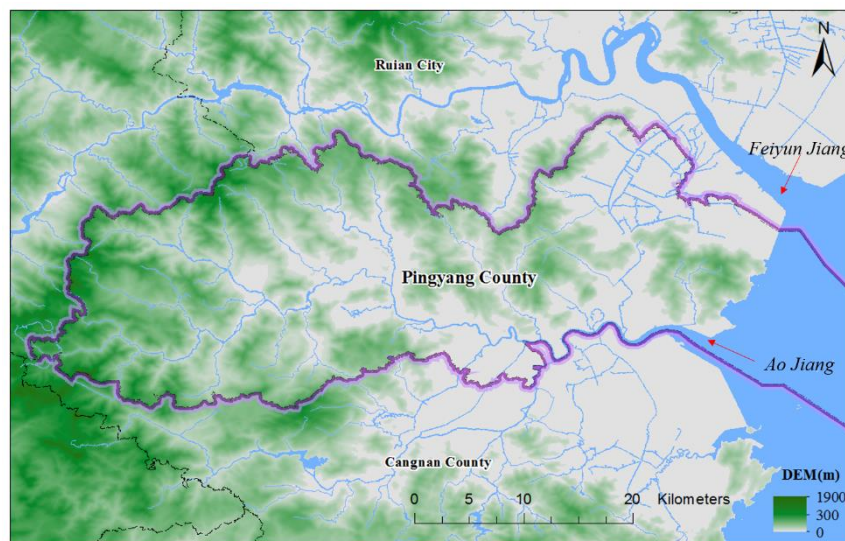 Ruian City
N
Feiyun Jiang
Pingyang County
Ao Jiang
Cangnan County
DEM(m)
1900
300
0
0 5 10 20 Kilometers